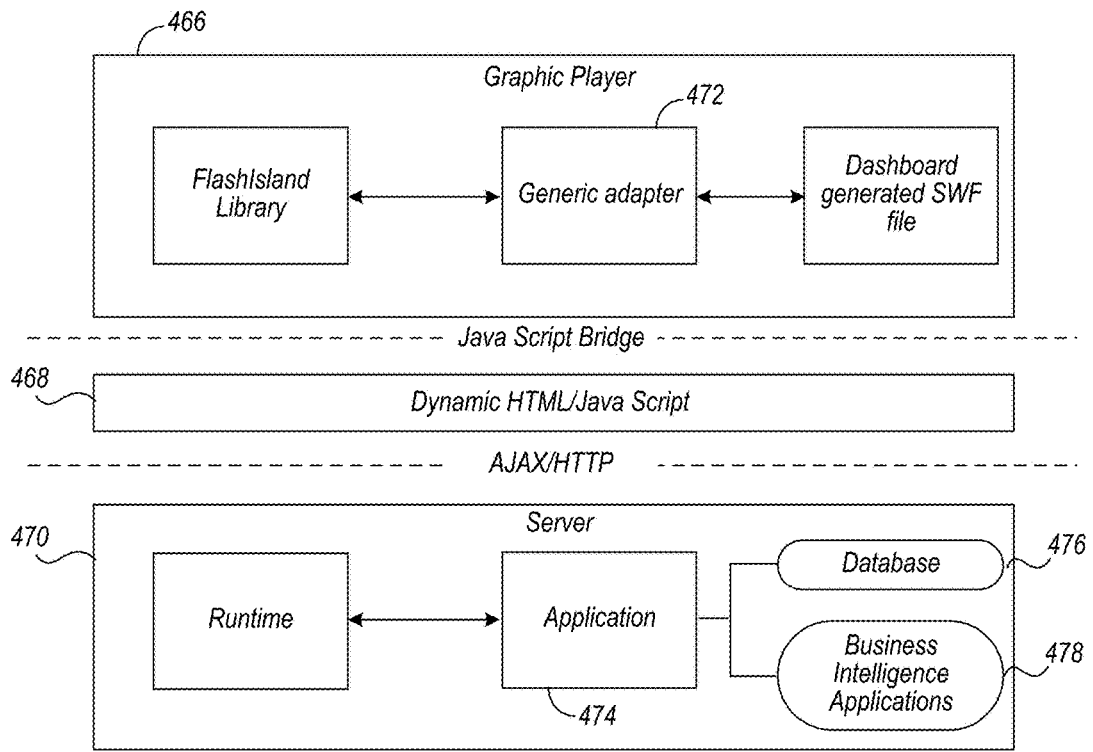 466
Graphic Player
472
FlashIsland
Library
Generic adapter
Dashboard
generated SWF
file
Java Script Bridge
468
Dynamic HTML/Java Script
AJAX/HTTP
470
Server
Runtime
Application
474
Database
476
Business
Intelligence
Applications
478